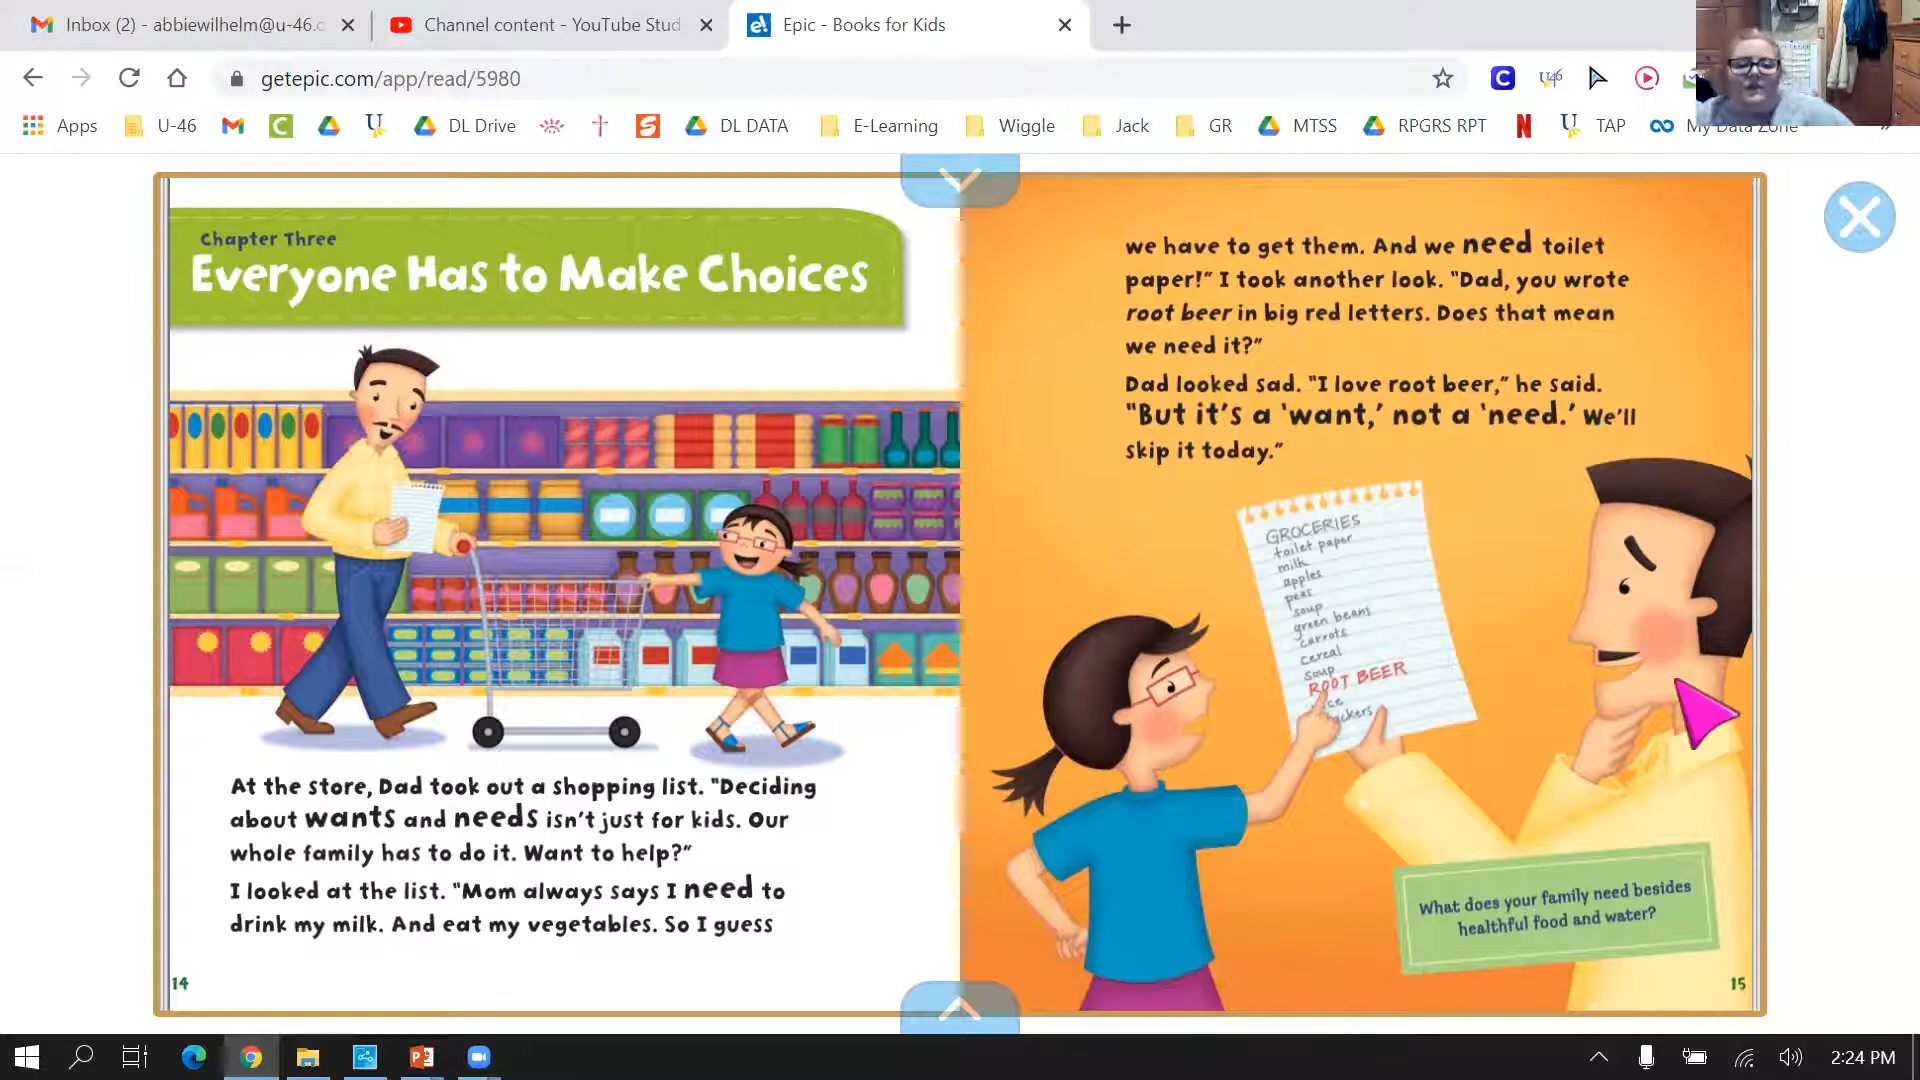 Inbox (2) - abbiewilhelm@u-46.o
Channel content - YouTube Stud
Epic - Books for Kids
getepic.com/app/read/5980
Apps
U-46
DL Drive
DL DATA
E-Learning
Wiggle
Jack
GR
MTSS
RPGRS RPT
TAP
My Data Zone
Chapter Three
Everyone Has to Make Choices
At the store, Dad took out a shopping list. "Deciding
about wants and needs isn't just for kids. Our
whole family has to do it. Want to help?"
I looked at the list. "Mom always says I need to
drink my milk. And eat my vegetables. So I guess
14
we have to get them. And we need toilet
paper!" I took another look. "Dad, you wrote
root beer in big red letters. Does that mean
we need it?"
Dad looked sad. "I love root beer," he said.
"But it's a 'want,' not a 'need.' We'll
skip it today."
GROCERIES
toilet paper
milk
apples
peas
soup
green beans
carrots
cereal
soup
ROOT BEER
What does your family need besides
healthful food and water?
15
2:24 PM